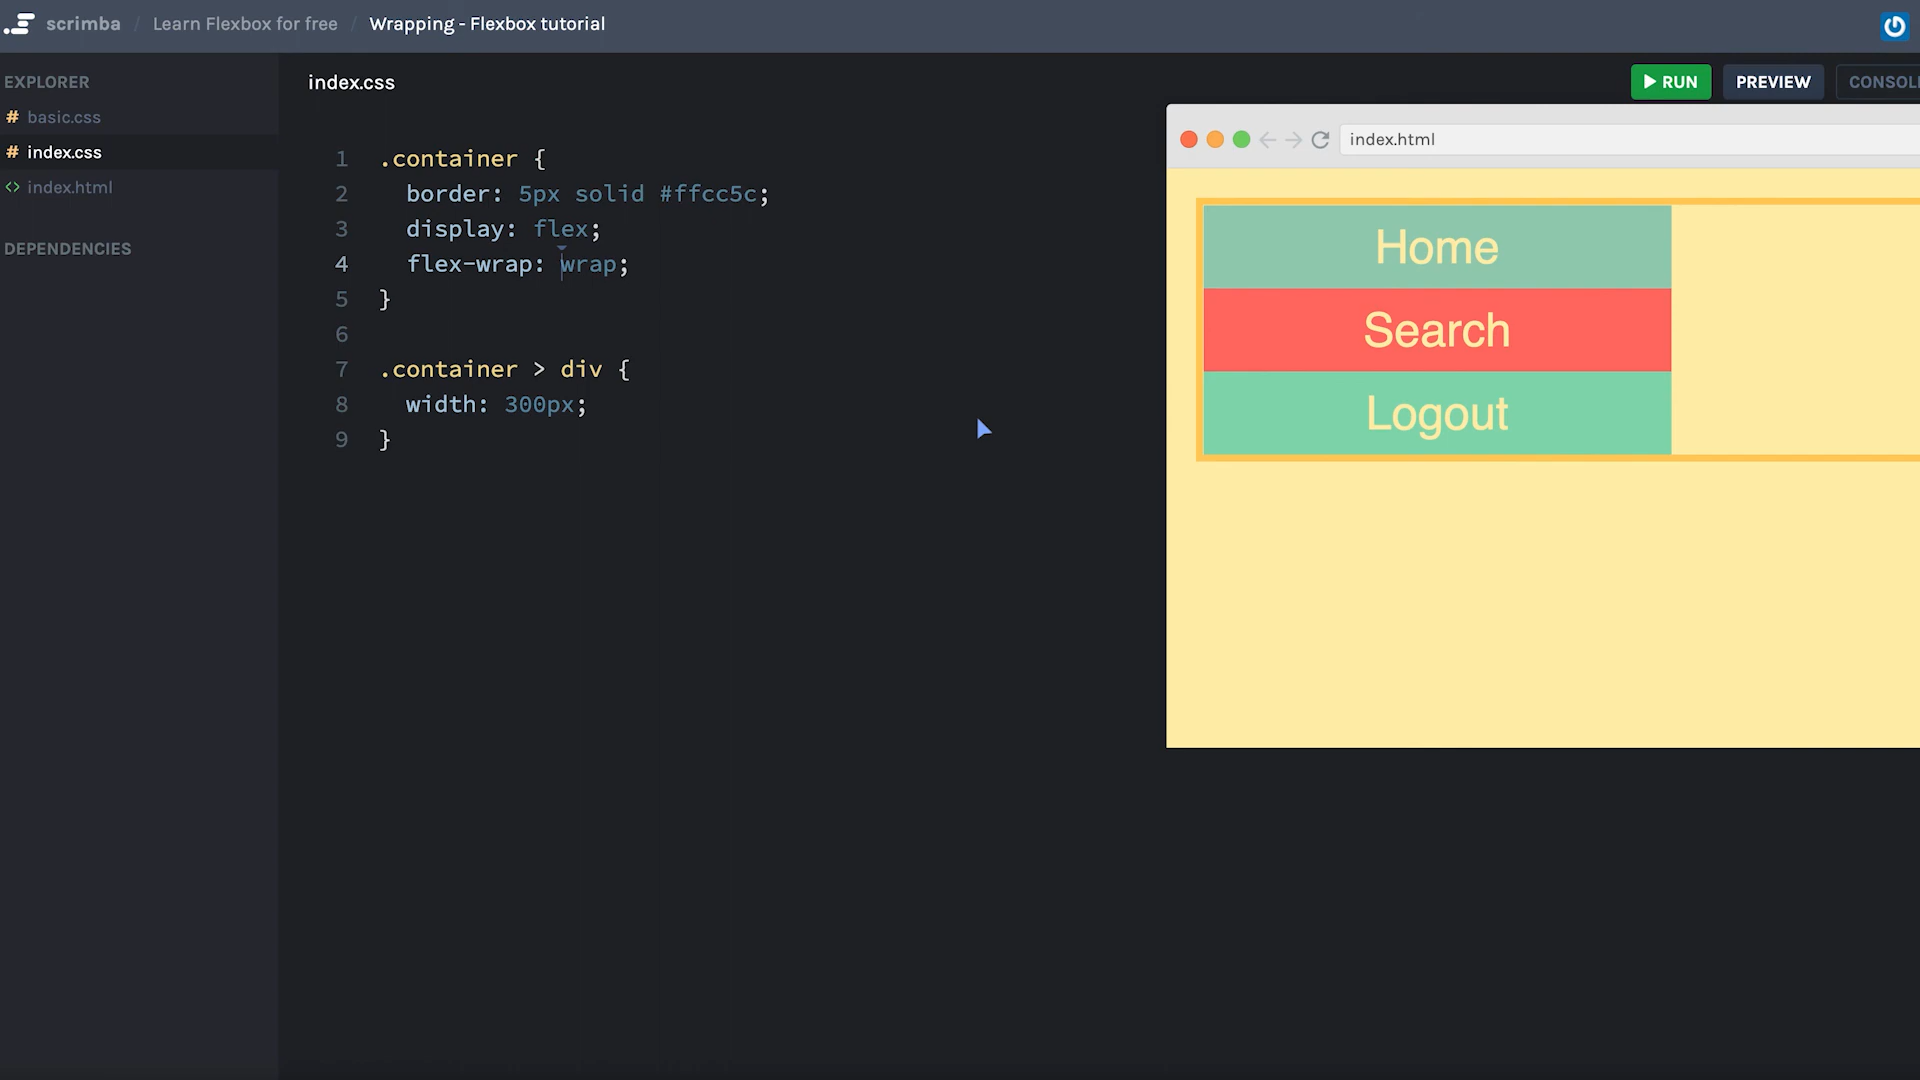 scrimba / Learn Flexbox for free / Wrapping - Flexbox tutorial
EXPLORER
# basic.css
# index.css
<> index.html
DEPENDENCIES
index.css
RUN
PREVIEW
CONSOL
1 .container {
2 border: 5px solid #ffcc5c;
3 display: flex;
4 flex-wrap: wrap;
5 }
6
7 .container > div {
8 width: 300px;
9 }
index.html
Home
Search
Logout